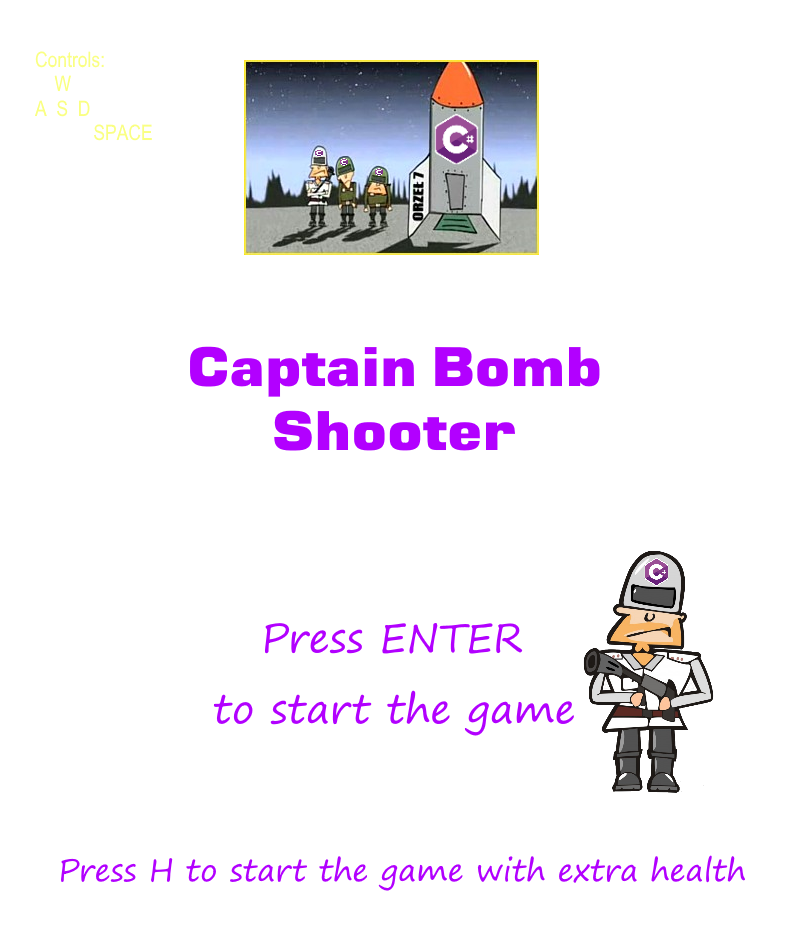 Controls:
W
A S D
SPACE
C#
C#
C#
C#
ORZEŁ 7
Captain Bomb
Shooter
C#
Press ENTER
to start the game
Press H to start the game with extra health